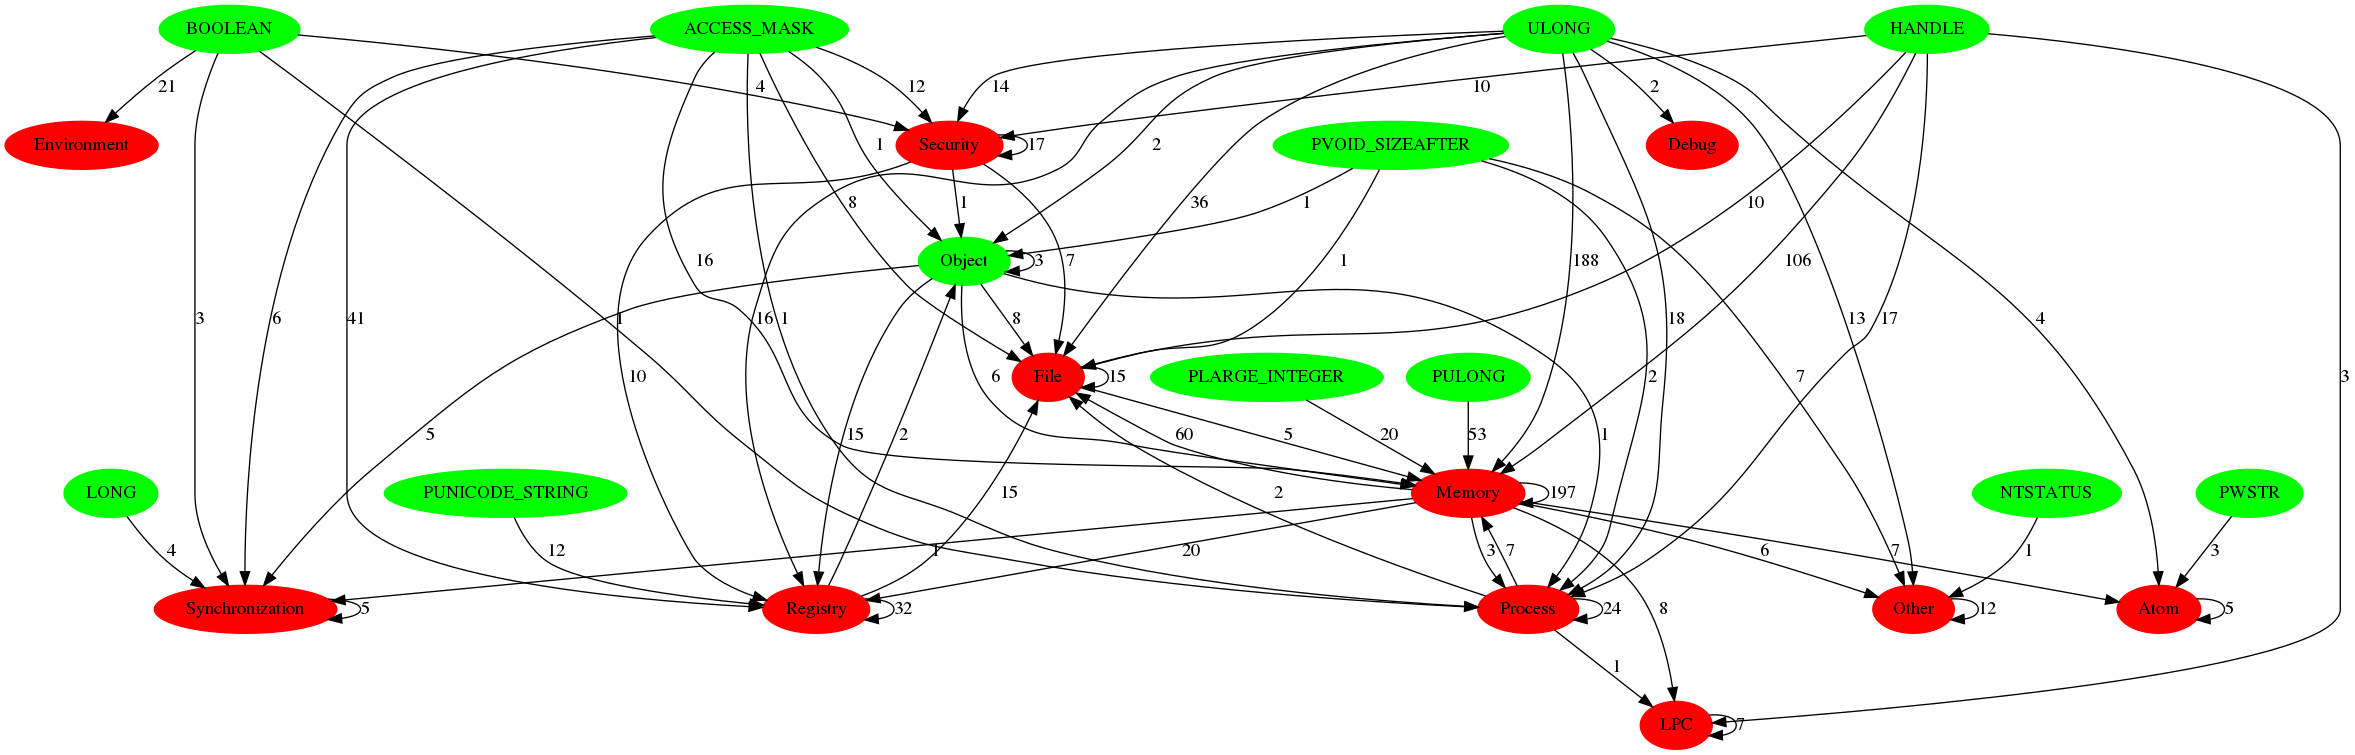 BOOLEAN
ACCESS_MASK
ULONG
HANDLE
21
4
12
14
10
2
Environment
Security
17
PVOID_SIZEAFTER
Debug
1
2
8
1
1
36
10
Object
3
7
16
1
188
106
3
6
41
1
16
1
8
18
13
17
4
3
10
File
15
PLARGE_INTEGER
PULONG
6
2
7
5
15
2
60
5
20
53
1
LONG
PUNICODE_STRING
15
2
Memory
197
NTSTATUS
PWSTR
4
12
1
20
3
7
6
7
1
3
Synchronization
5
Registry
32
Process
24
8
Other
12
Atom
5
1
LPC
7